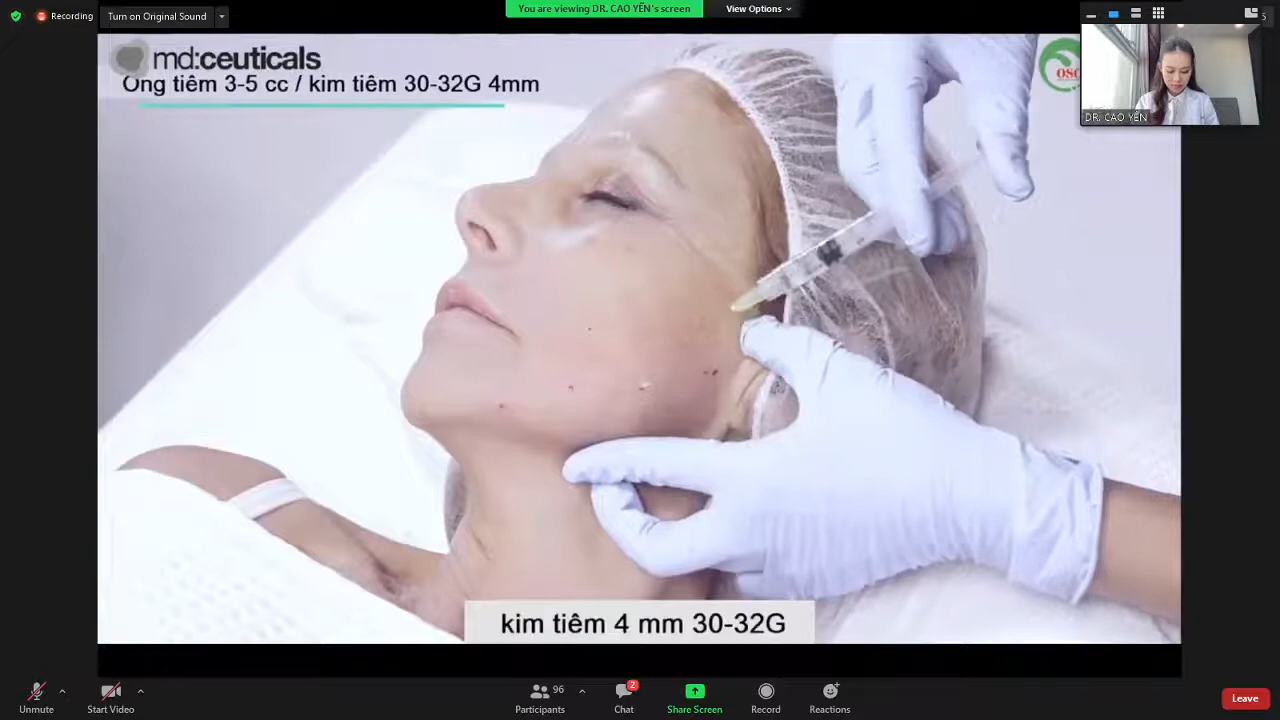 Recording
Turn on Original Sound
You are viewing DR. CAO YẾN's screen
View Options
md:ceuticals
Ống tiêm 3-5 cc / kim tiêm 30-32G 4mm
OSC
DR. CAO YẾN
kim tiêm 4 mm 30-32G
Unmute
Start Video
96
Participants
2
Chat
Share Screen
Record
Reactions
Leave